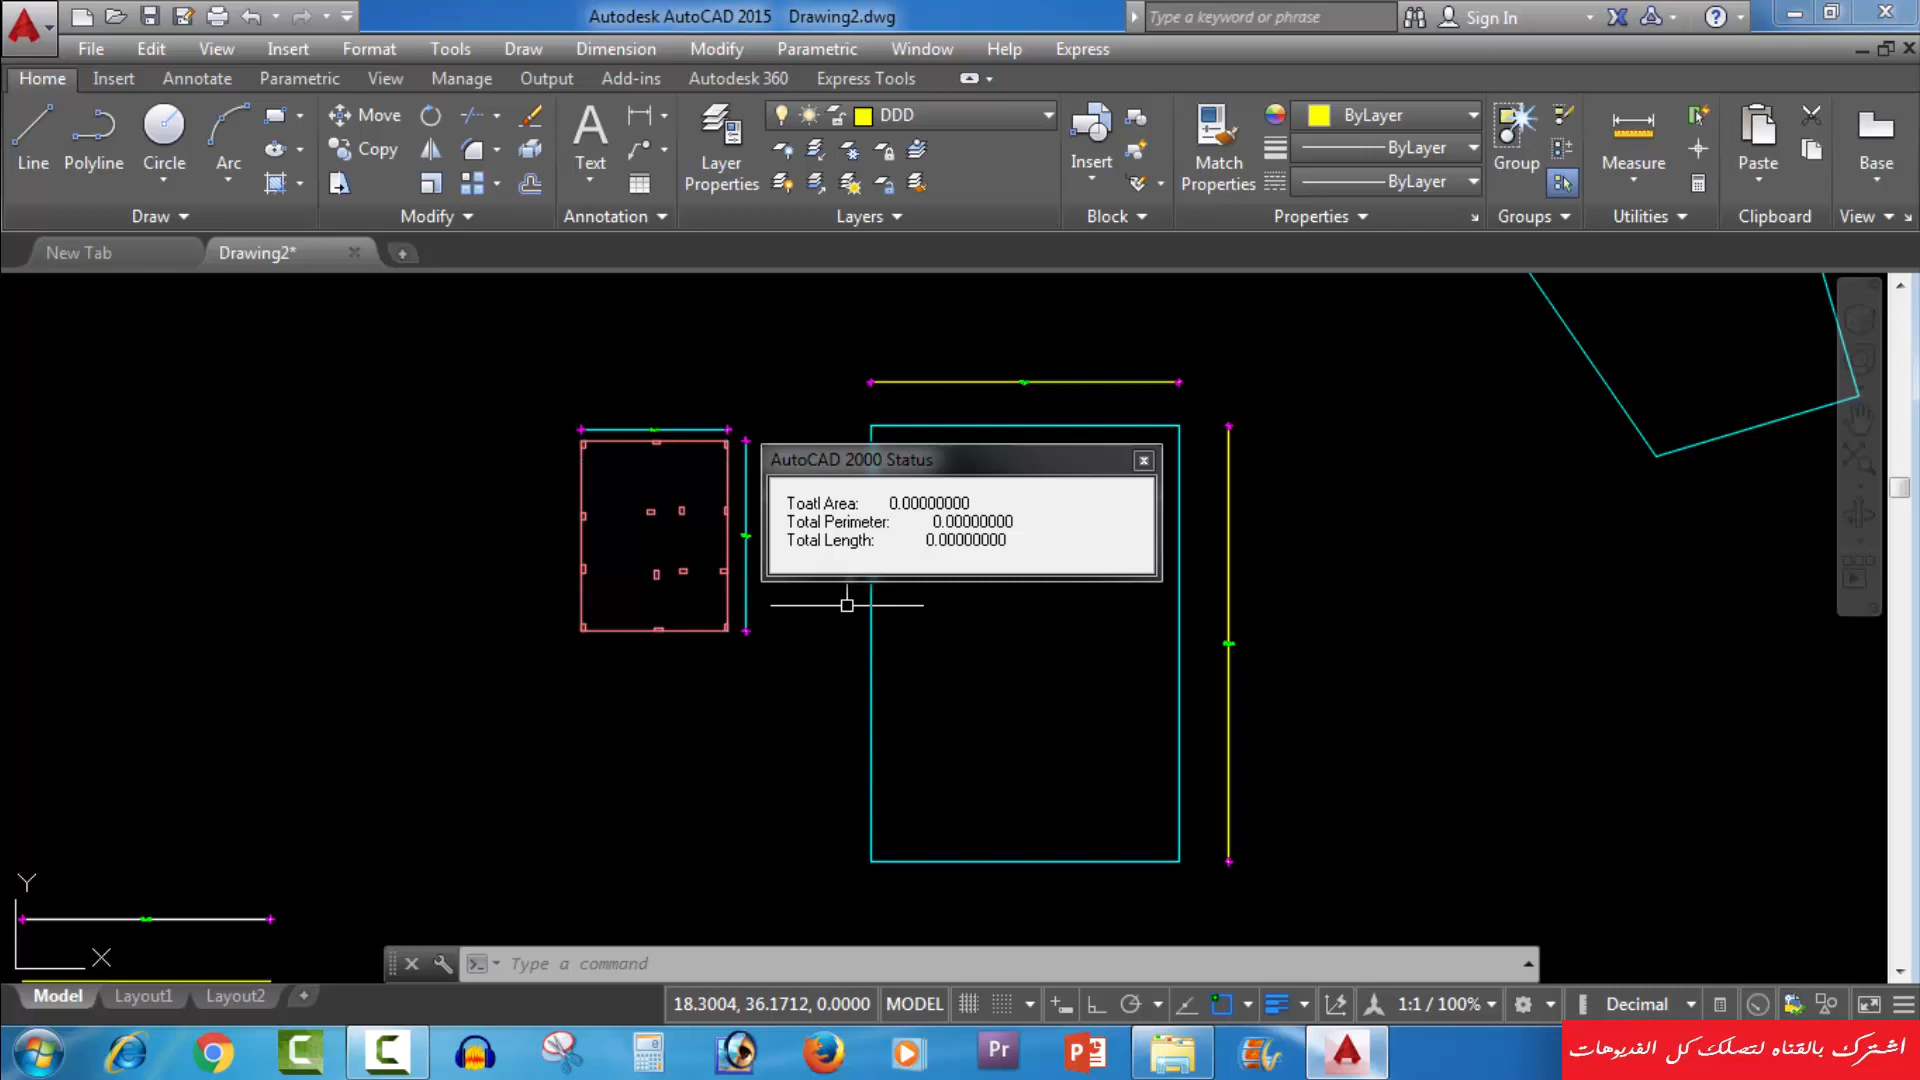 Autodesk AutoCAD 2015 Drawing2.dwg
Type a keyword or phrase
Sign In
File Edit View Insert Format Tools Draw Dimension Modify Parametric Window Help Express
Home Insert Annotate Parametric View Manage Output Add-ins Autodesk 360 Express Tools
Line Polyline Circle Arc
Move
Copy
Text
Layer Properties
DDD
Insert
Match Properties
ByLayer
ByLayer
ByLayer
Group
Measure
Paste
Base
Draw Modify Annotation Layers Block Properties Groups Utilities Clipboard View
New Tab Drawing2*
AutoCAD 2000 Status
Toatl Area: 0.00000000
Total Perimeter: 0.00000000
Total Length: 0.00000000
Y
X
Type a command
Model Layout1 Layout2
18.3004, 36.1712, 0.0000 MODEL 1:1 / 100% Decimal
Pr
اشترك بالقناه لتصلك كل الفديوهات